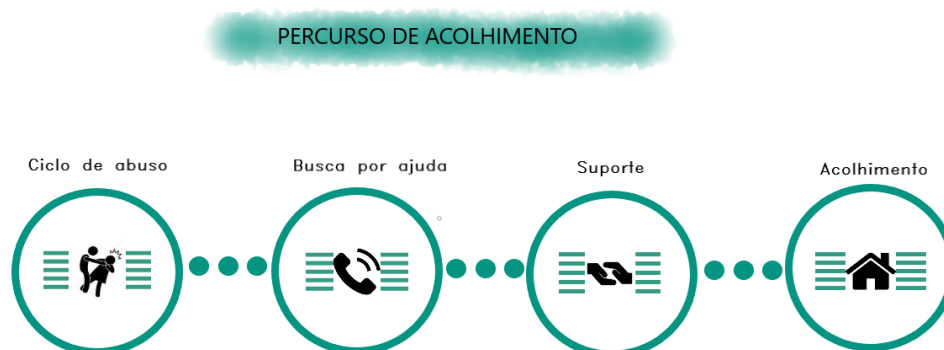 PERCURSO DE ACOLHIMENTO
Ciclo de abuso
Busca por ajuda
Suporte
Acolhimento